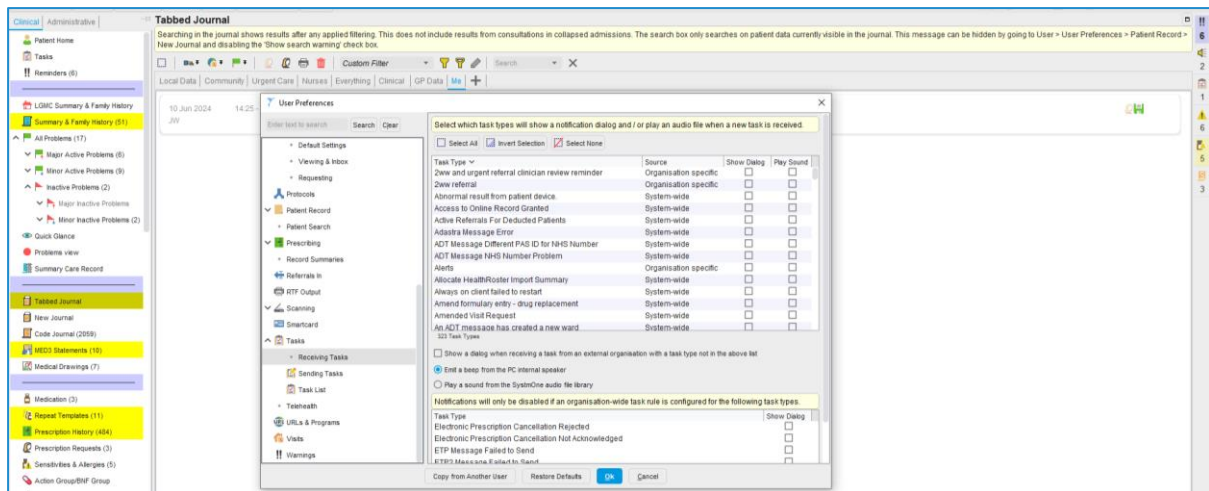 Clinical
Administrative
Patient Home
Tasks
Reminders (6)
LGMC Summary & Family History
Summary & Family History (51)
All Problems (17)
Major Active Problems (8)
Minor Active Problems (9)
Inactive Problems (2)
Major Inactive Problems
Minor Inactive Problems (2)
Quick Glance
Problems view
Summary Care Record
Tabbed Journal
New Journal
Code Journal (2059)
MED3 Statements (10)
Medical Drawings (7)
Medication (3)
Repeat Templates (11)
Prescription History (484)
Prescription Requests (3)
Sensitivities & Allergies (5)
Action Group/BNF Group
Tabbed Journal
Searching in the journal shows results after any applied filtering. This does not include results from consultations in collapsed admissions. The search box only searches on patient data currently visible in the journal. This message can be hidden by going to User > User Preferences > Patient Record >
New Journal and disabling the 'Show search warning' check box.
Custom Filter
Search
Local Data
Community
Urgent Care
Nurses
Everything
Clinical
GP Data
Me
10 Jun 2024 14:25
JW
User Preferences
Enter text to search
Search
Clear
Default Settings
Viewing & Inbox
Requesting
Protocols
Patient Record
Patient Search
Prescribing
Record Summaries
Referrals In
RTF Output
Scanning
Smartcard
Tasks
Receiving Tasks
Sending Tasks
Task List
Telehealth
URLs & Programs
Visits
Warnings
Select which task types will show a notification dialog and / or play an audio file when a new task is received.
Select All
Invert Selection
Select None
Task Type Source Show Dialog Play Sound
2ww and urgent referral clinician review reminder Organisation specific
2ww referral Organisation specific
Abnormal result from patient device. System-wide
Access to Online Record Granted System-wide
Active Referrals For Deducted Patients System-wide
Adastra Message Error System-wide
ADT Message Different PAS ID for NHS Number System-wide
ADT Message NHS Number Problem System-wide
Alerts Organisation specific
Allocate HealthRoster Import Summary System-wide
Always on client failed to restart System-wide
Amend formulary entry - drug replacement System-wide
Amended Visit Request System-wide
An ADT message has created a new ward System-wide
523 Task Types
Show a dialog when receiving a task from an external organisation with a task type not in the above list
Emit a beep from the PC internal speaker
Play a sound from the SystmOne audio file library
Notifications will only be disabled if an organisation-wide task rule is configured for the following task types.
Task Type Show Dialog
Electronic Prescription Cancellation Rejected
Electronic Prescription Cancellation Not Acknowledged
ETP Message Failed to Send
ETP3 Message Failed to Send
Copy from Another User
Restore Defaults
Ok
Cancel
6
2
1
6
5
3